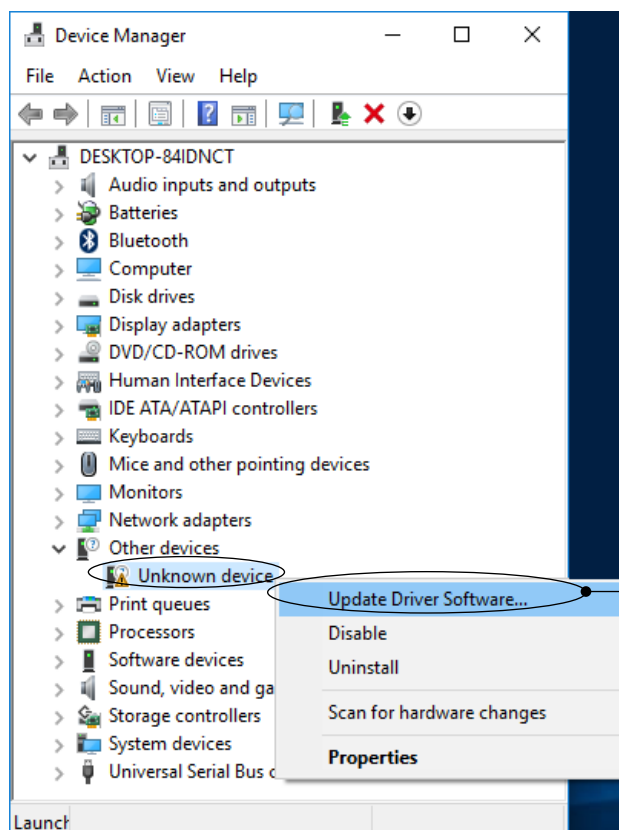 Device Manager
File Action View Help
DESKTOP-84IDNCT
Audio inputs and outputs
Batteries
Bluetooth
Computer
Disk drives
Display adapters
DVD/CD-ROM drives
Human Interface Devices
IDE ATA/ATAPI controllers
Keyboards
Mice and other pointing devices
Monitors
Network adapters
Other devices
Unknown device
Update Driver Software...
Print queues
Disable
Processors
Software devices
Uninstall
Sound, video and ga
Scan for hardware changes
Storage controllers
System devices
Properties
Universal Serial Bus c
Launch